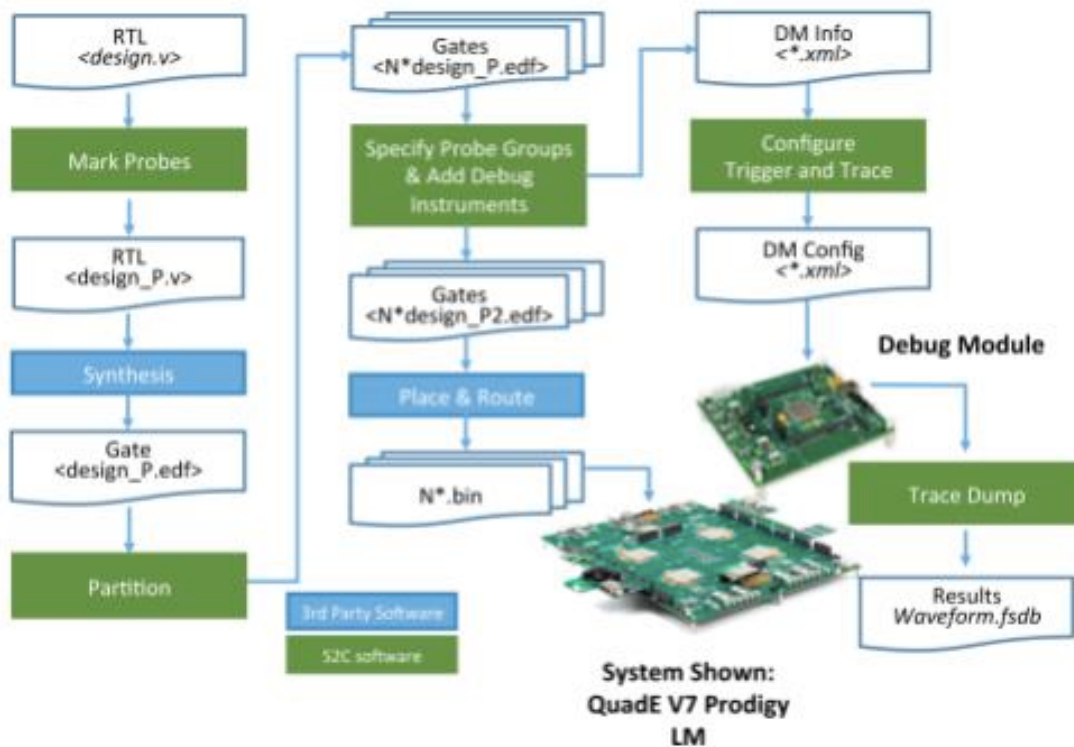 RTL
<design.v>
Mark Probes
RTL
<design_P.v>
Synthesis
Gate
<design_P.edf>
Partition
Gates
<N*design_P.edf>
Specify Probe Groups
& Add Debug
Instruments
Gates
<N*design_P2.edf>
Place & Route
N*.bin
3rd Party Software
S2C software
DM Info
<*.xml>
Configure
Trigger and Trace
DM Config
<*.xml>
Debug Module
Trace Dump
Results
Waveform.fsdb
System Shown:
QuadE V7 Prodigy
LM